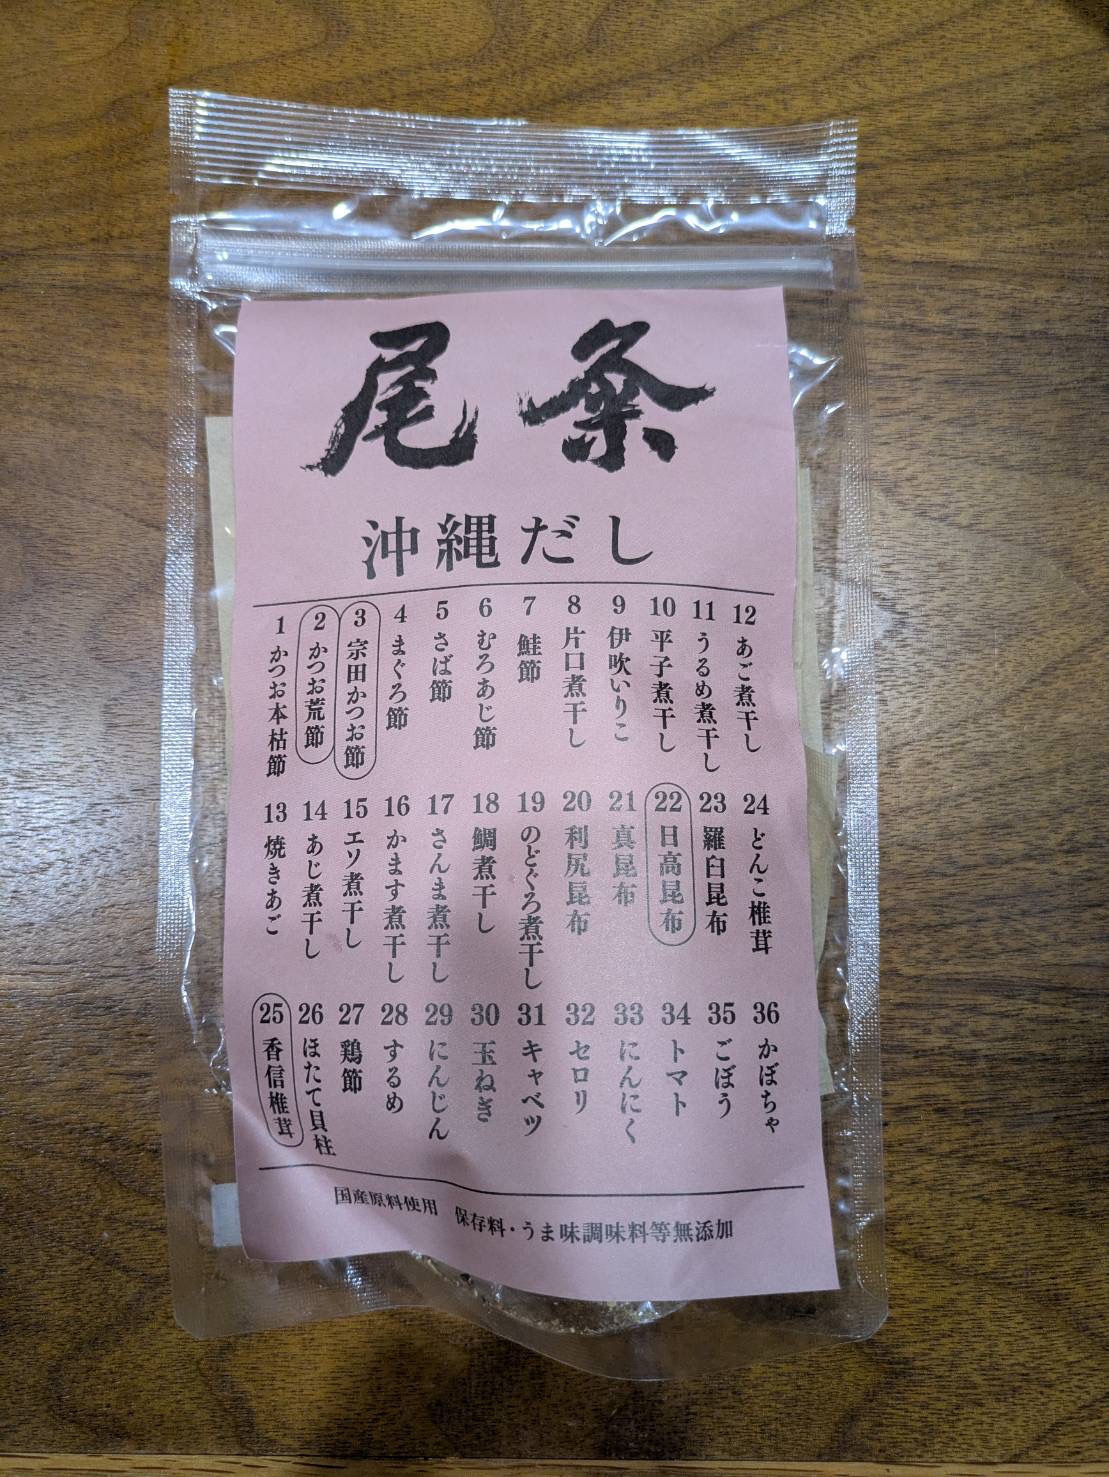 尾粂
沖縄だし
1 かつお本枯節
2 かつお荒節
3 宗田かつお節
4 まぐろ節
5 さば節
6 むろあじ節
7 鮭節
8 片口煮干し
9 伊吹いりこ
10 平子煮干し
11 うるめ煮干し
12 あご煮干し
13 焼きあご
14 あじ煮干し
15 エソ煮干し
16 かます煮干し
17 さんま煮干し
18 鯛煮干し
19 のどぐろ煮干し
20 利尻昆布
21 真昆布
22 日高昆布
23 羅臼昆布
24 どんこ椎茸
25 香信椎茸
26 ほたて貝柱
27 鶏節
28 するめ
29 にんじん
30 玉ねぎ
31 キャベツ
32 セロリ
33 にんにく
34 トマト
35 ごぼう
36 かぼちゃ
国産原料使用 保存料・うま味調味料等無添加